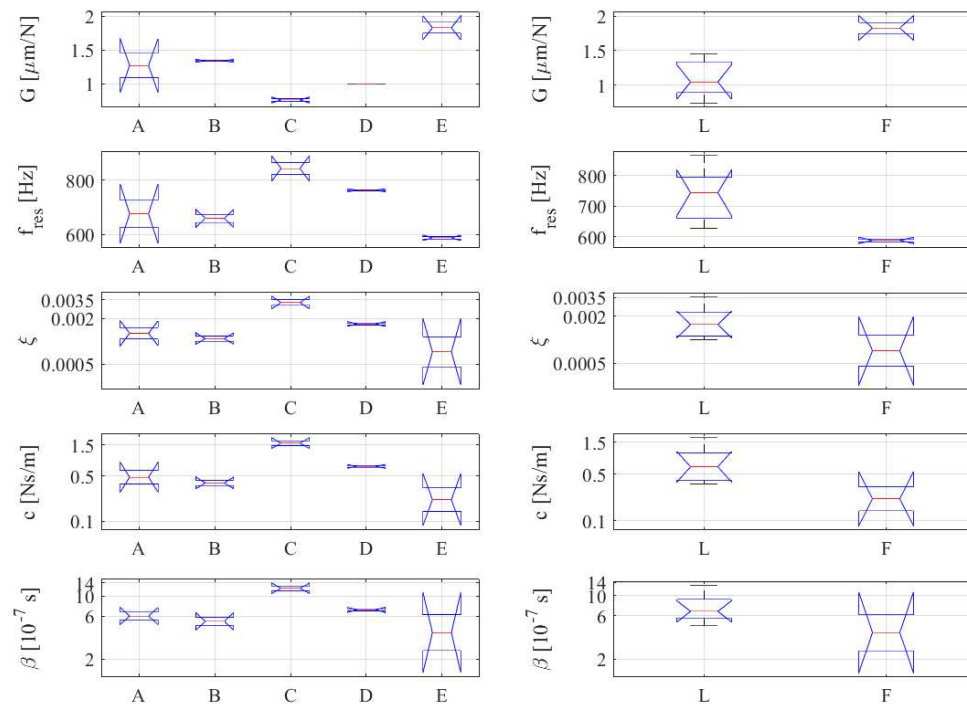 G [μm/N]
2
1.5
1
A B C D E
G [μm/N]
2
1.5
1
L F
f_res [Hz]
800
600
A B C D E
f_res [Hz]
800
700
600
L F
ξ
0.0035
0.002
0.0005
A B C D E
ξ
0.0035
0.002
0.0005
L F
c [Ns/m]
1.5
0.5
0.1
A B C D E
c [Ns/m]
1.5
0.5
0.1
L F
β [10⁻⁷ s]
14
10
6
2
A B C D E
β [10⁻⁷ s]
14
10
6
2
L F